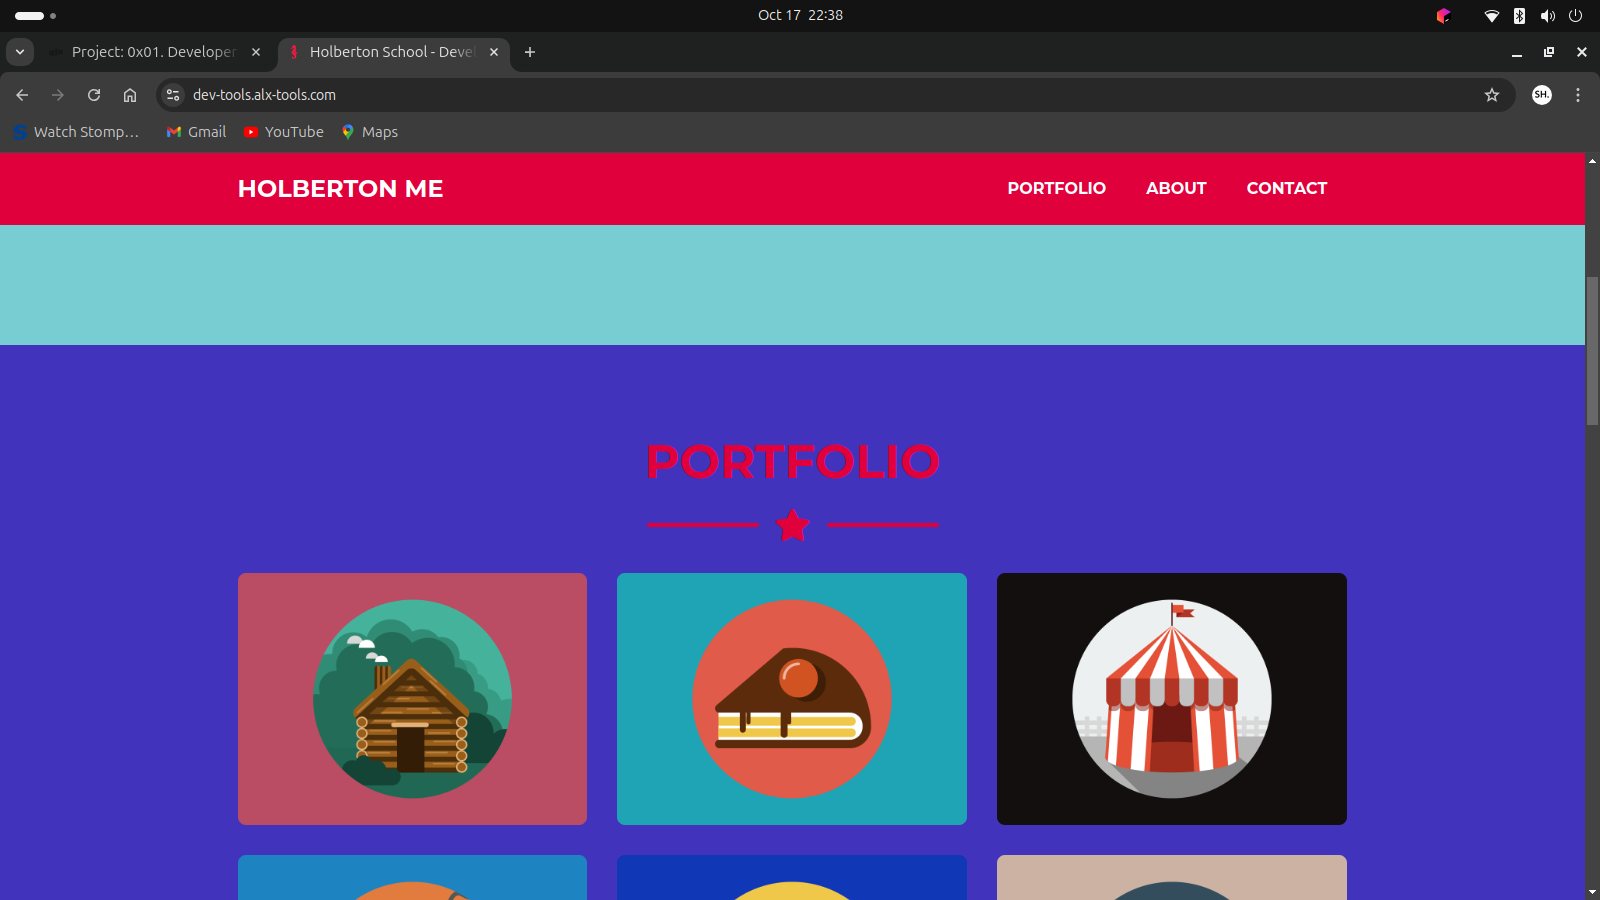 Oct 17 22:38
Project: 0x01. Developer
Holberton School - Deve
dev-tools.alx-tools.com
SH.
Watch Stomp...
Gmail
YouTube
Maps
HOLBERTON ME
PORTFOLIO
ABOUT
CONTACT
PORTFOLIO